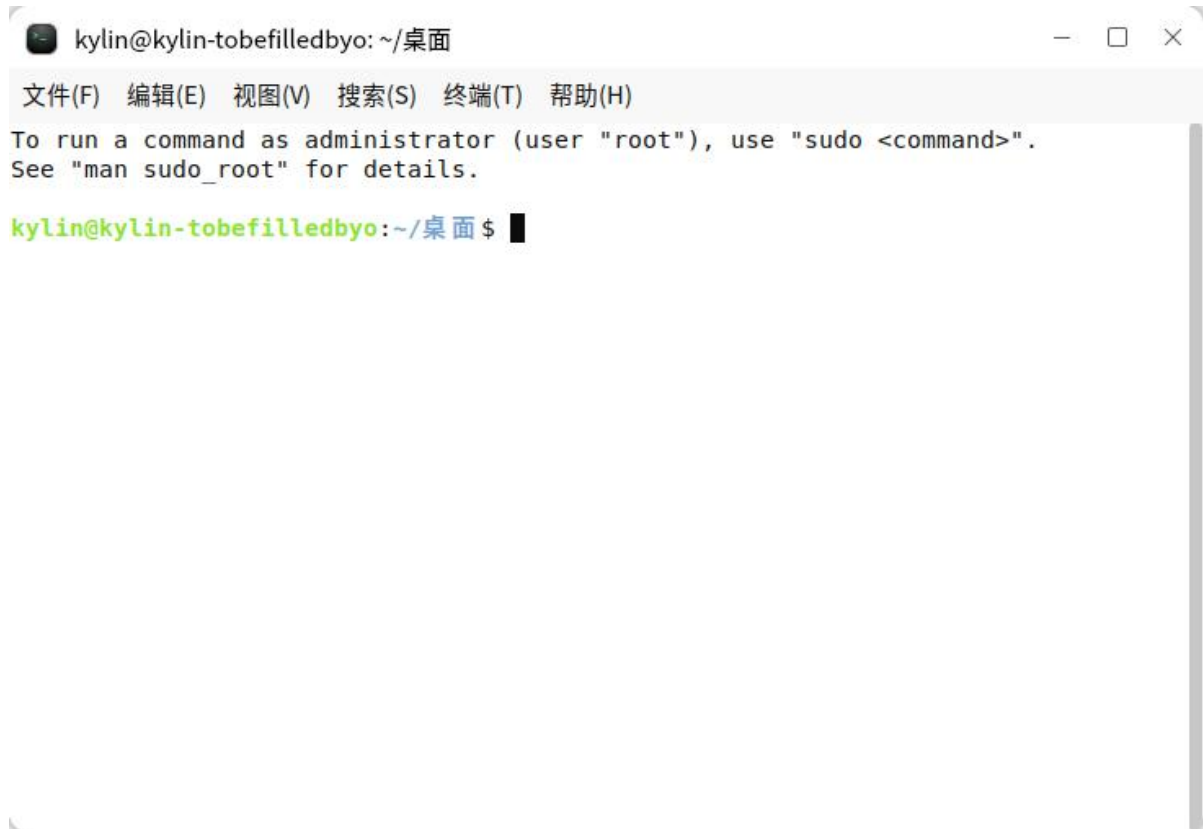 kylin@kylin-tobefilledbyo: ~/桌面
文件(F) 编辑(E) 视图(V) 搜索(S) 终端(T) 帮助(H)
To run a command as administrator (user "root"), use "sudo <command>".
See "man sudo_root" for details.
kylin@kylin-tobefilledbyo:~/桌面$